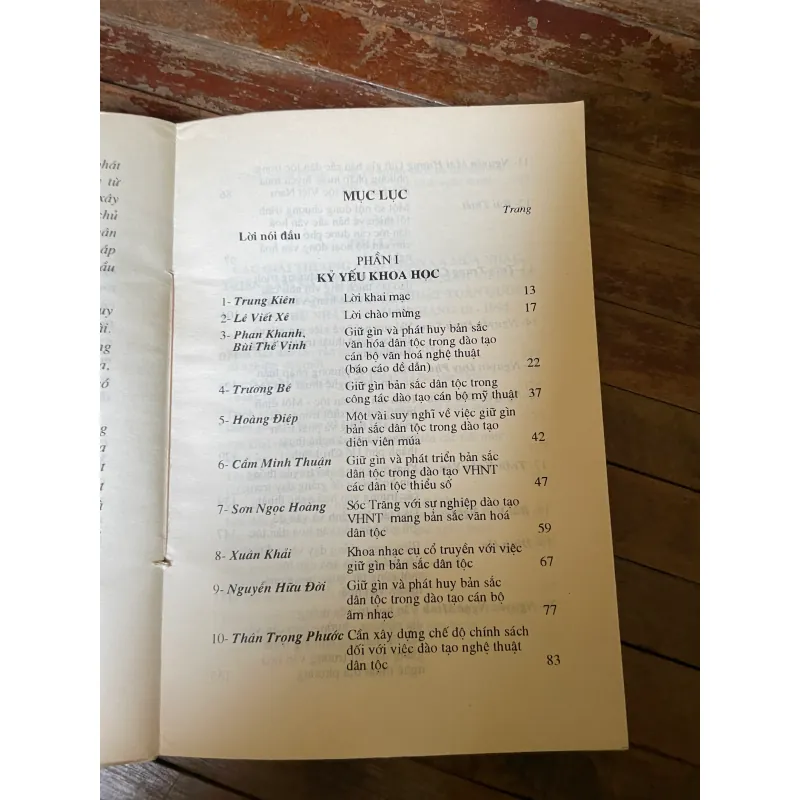 hát
từ
xây
chủ
áp
MỤC LỤC
Trang
Lời nói đầu
PHẦN I
KỶ YẾU KHOA HỌC
1- Trung Kiên Lời khai mạc 13
2- Lê Viết Xê Lời chào mừng 17
3- Phan Khanh, Giữ gìn và phát huy bản sắc
Bùi Thế Vịnh văn hóa dân tộc trong đào tạo
cán bộ văn hoá nghệ thuật
(báo cáo đề dẫn) 22
4- Trương Bé Giữ gìn bản sắc dân tộc trong
công tác đào tạo cán bộ mỹ thuật 37
5- Hoàng Điệp Một vài suy nghĩ về việc giữ gìn
bản sắc dân tộc trong đào tạo
diễn viên múa 42
6- Cầm Minh Thuận Giữ gìn và phát triển bản sắc
dân tộc trong đào tạo VHNT
các dân tộc thiểu số 47
7- Sơn Ngọc Hoàng Sóc Trăng với sự nghiệp đào tạo
VHNT mang bản sắc văn hoá
dân tộc 59
8- Xuân Khải Khoa nhạc cụ cổ truyền với việc
giữ gìn bản sắc dân tộc 67
9- Nguyễn Hữu Đời Giữ gìn và phát huy bản sắc
dân tộc trong đào tạo cán bộ
âm nhạc 77
10- Thân Trọng Phước Cần xây dựng chế độ chính sách
đối với việc đào tạo nghệ thuật
dân tộc 83